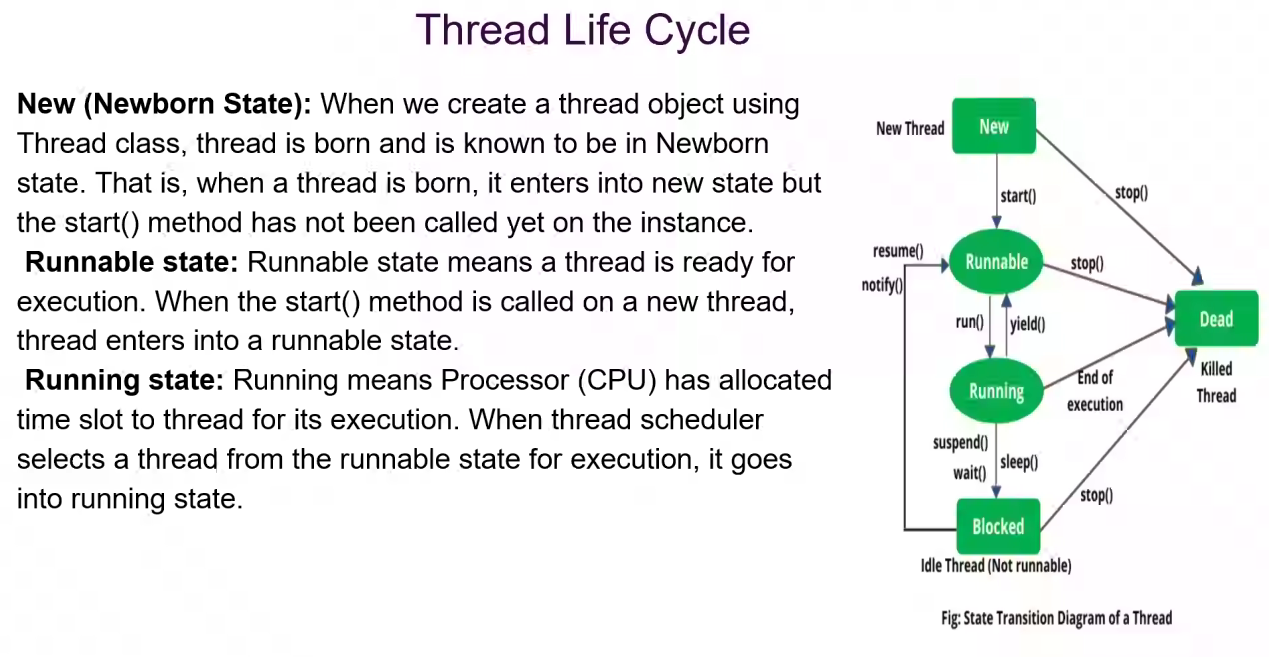 Thread Life Cycle
New (Newborn State): When we create a thread object using
Thread class, thread is born and is known to be in Newborn
state. That is, when a thread is born, it enters into new state but
the start() method has not been called yet on the instance.
Runnable state: Runnable state means a thread is ready for
execution. When the start() method is called on a new thread,
thread enters into a runnable state.
Running state: Running means Processor (CPU) has allocated
time slot to thread for its execution. When thread scheduler
selects a thread from the runnable state for execution, it goes
into running state.
New Thread
New
start()
stop()
resume()
notify()
Runnable
stop()
run()
yield()
Dead
Killed
Thread
Running
End of
execution
suspend()
wait()
sleep()
stop()
Blocked
Idle Thread (Not runnable)
Fig: State Transition Diagram of a Thread